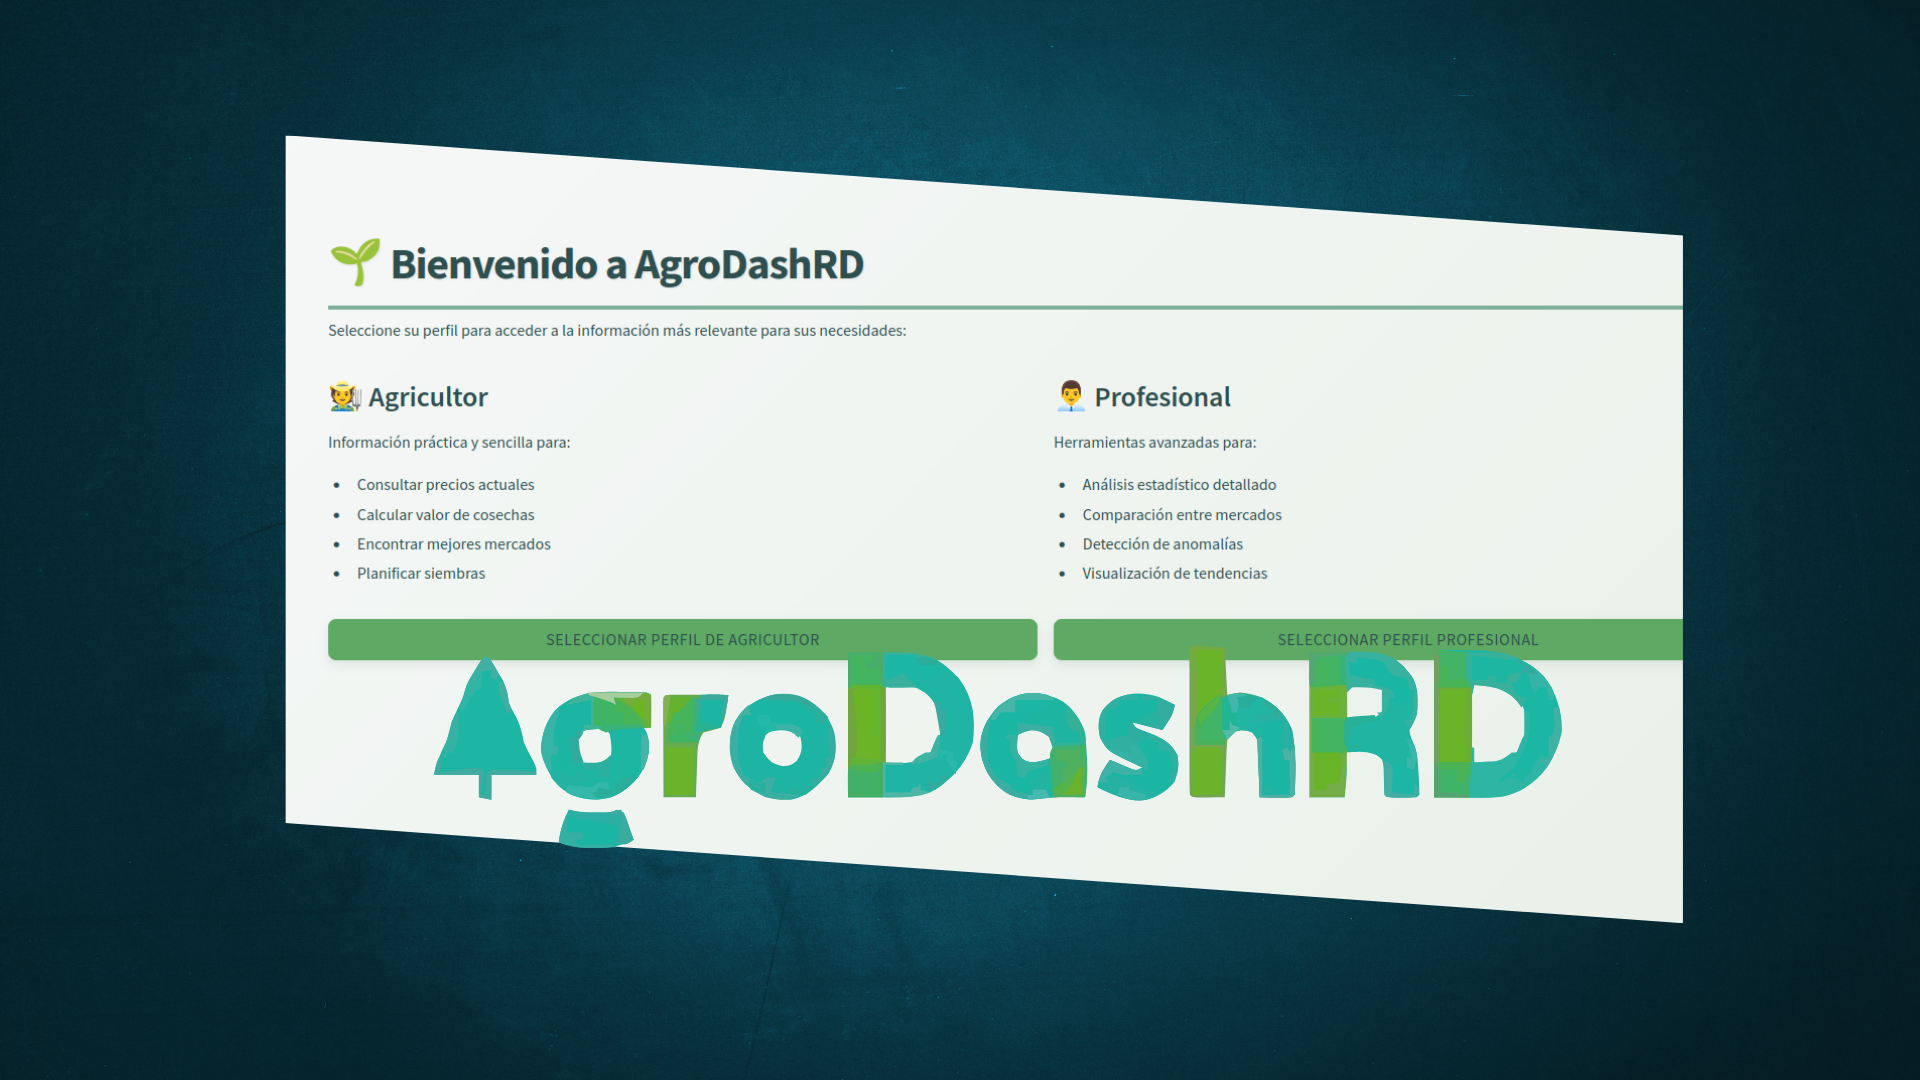 Bienvenido a AgroDashRD
Seleccione su perfil para acceder a la información más relevante para sus necesidades:
Agricultor
Información práctica y sencilla para:
• Consultar precios actuales
• Calcular valor de cosechas
• Encontrar mejores mercados
• Planificar siembras
SELECCIONAR PERFIL DE AGRICULTOR
Profesional
Herramientas avanzadas para:
• Análisis estadístico detallado
• Comparación entre mercados
• Detección de anomalías
• Visualización de tendencias
SELECCIONAR PERFIL PROFESIONAL
AgroDashRD